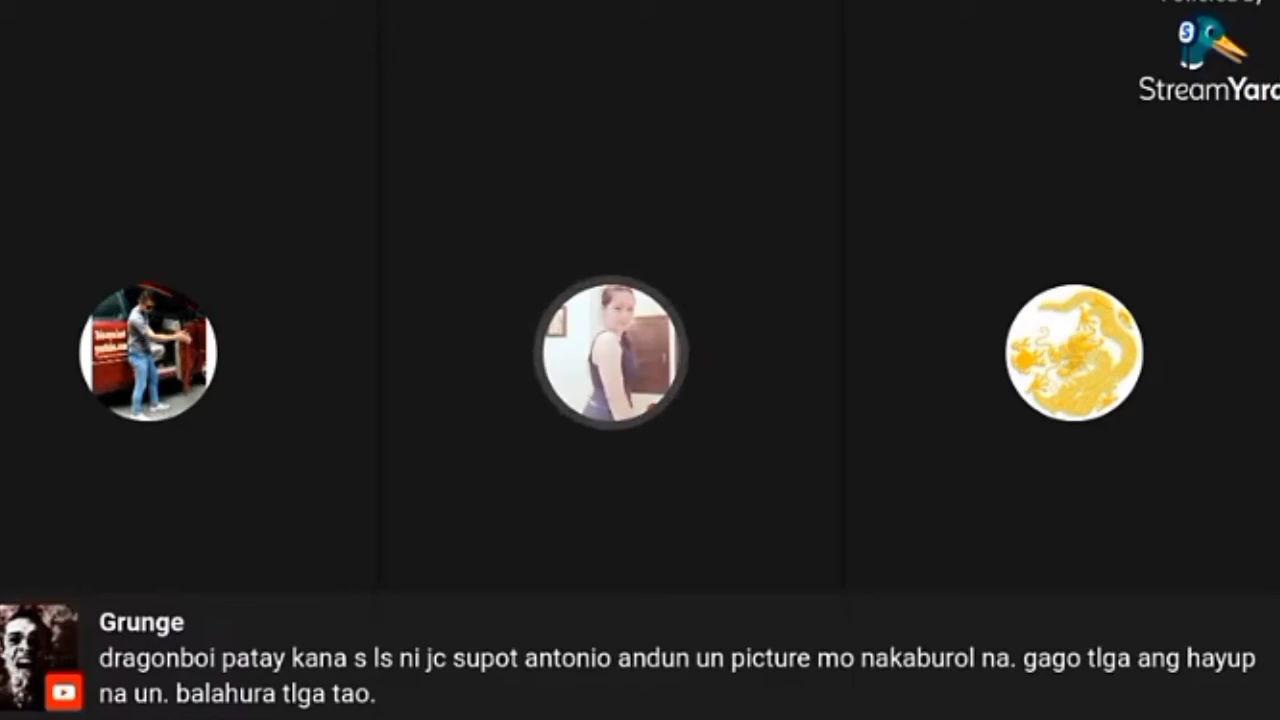 StreamYard
Grunge
dragonboi patay kana s ls ni jc supot antonio andun un picture mo nakaburol na. gago tlga ang hayup
na un. balahura tlga tao.